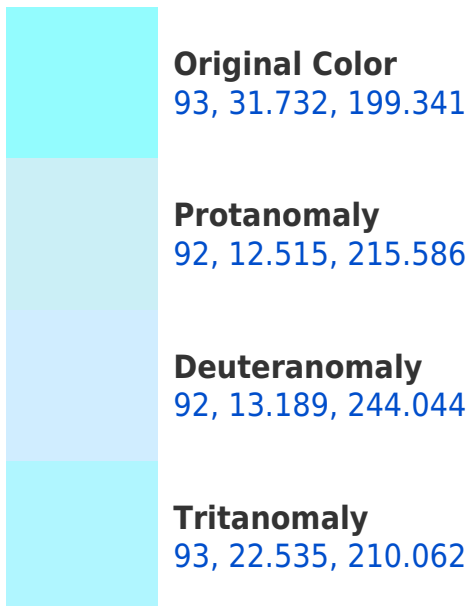 Original Color
93, 31.732, 199.341
Protanomaly
92, 12.515, 215.586
Deuteranomaly
92, 13.189, 244.044
Tritanomaly
93, 22.535, 210.062